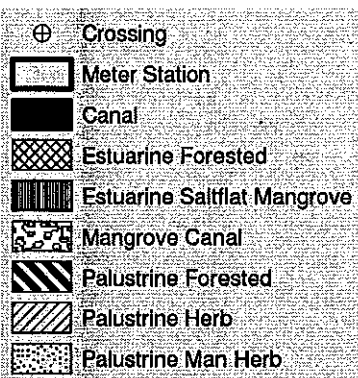 Crossing
Meter Station
Canal
Estuarine Forested
Estuarine Saltflat Mangrove
Mangrove Canal
Palustrine Forested
Palustrine Herb
Palustrine Man Herb